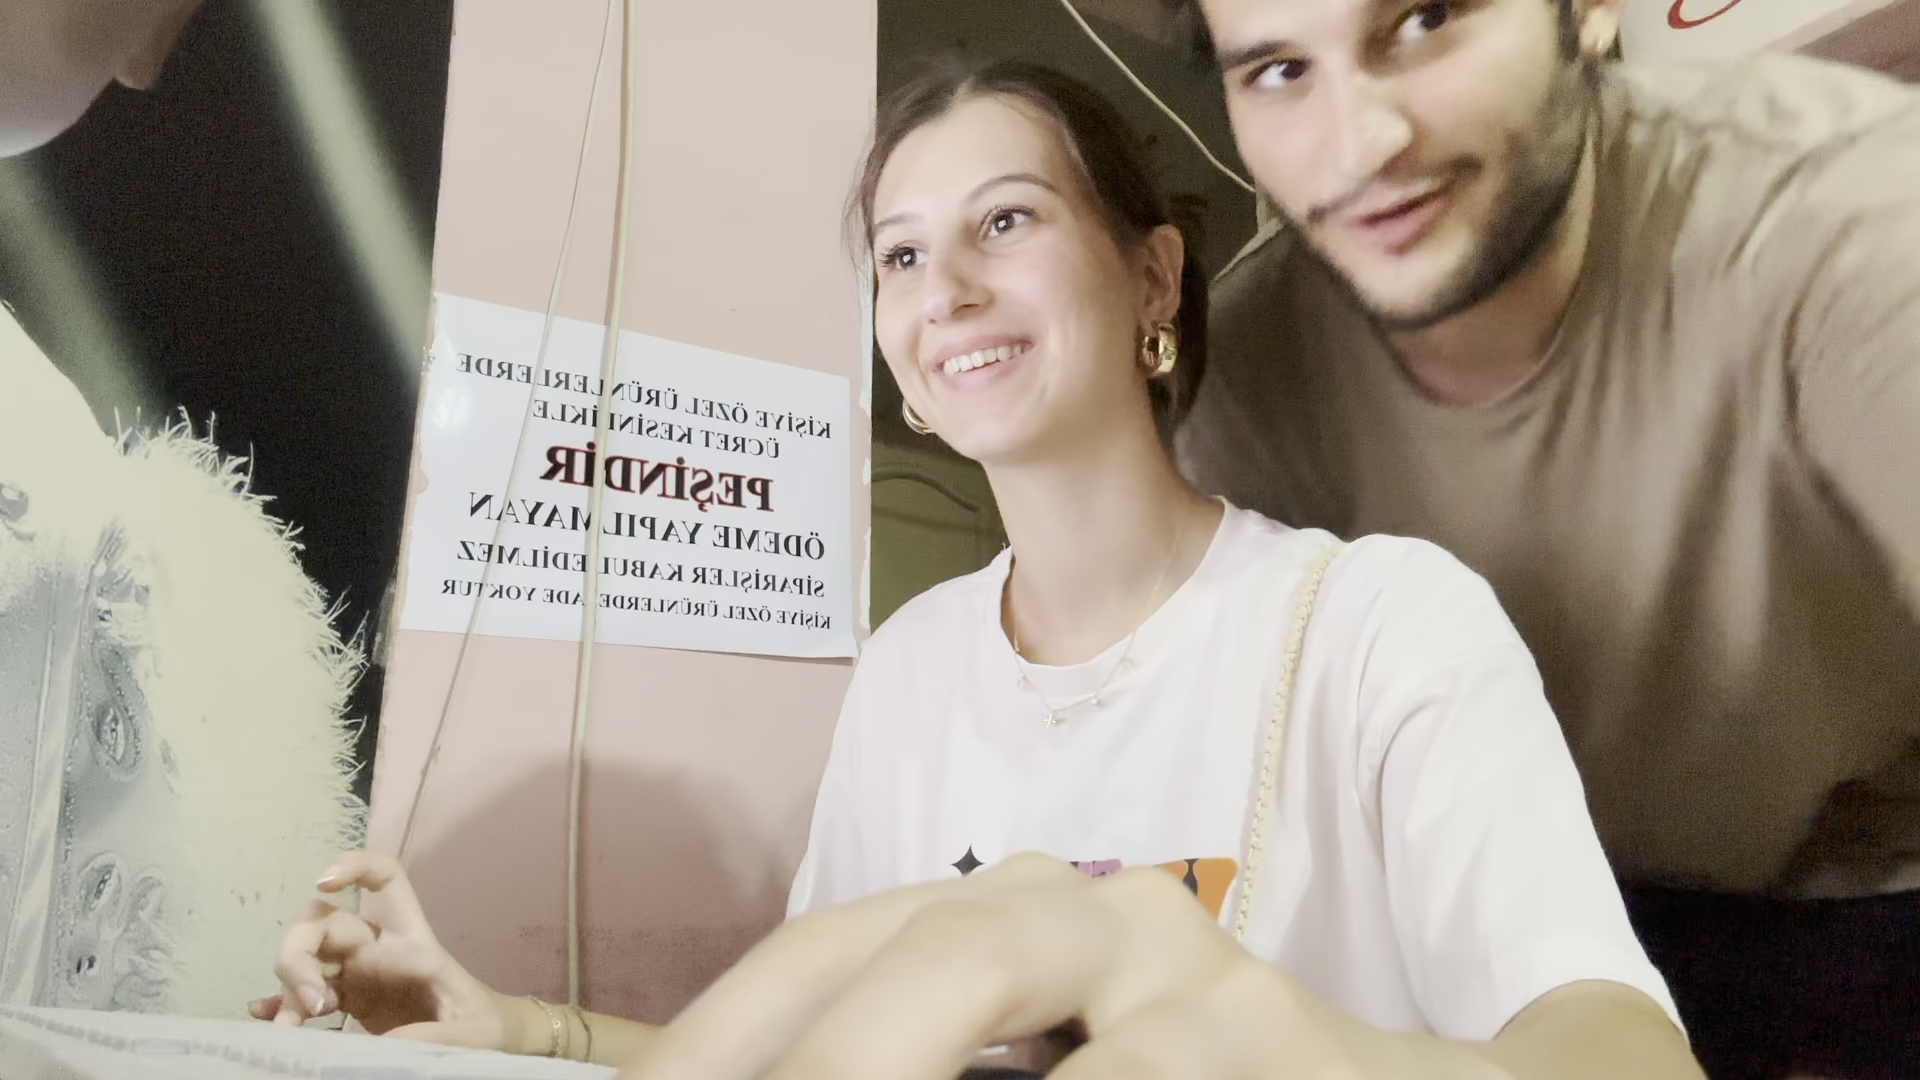 KİŞİYE ÖZEL ÜRÜNLERLERDE
ÜCRET KESİNLİKLE
PEŞİNDİR
ÖDEME YAPILMAYAN
SİPARİŞLER KABUL EDİLMEZ
KİŞİYE ÖZEL ÜRÜNLERDE İADE YOKTUR